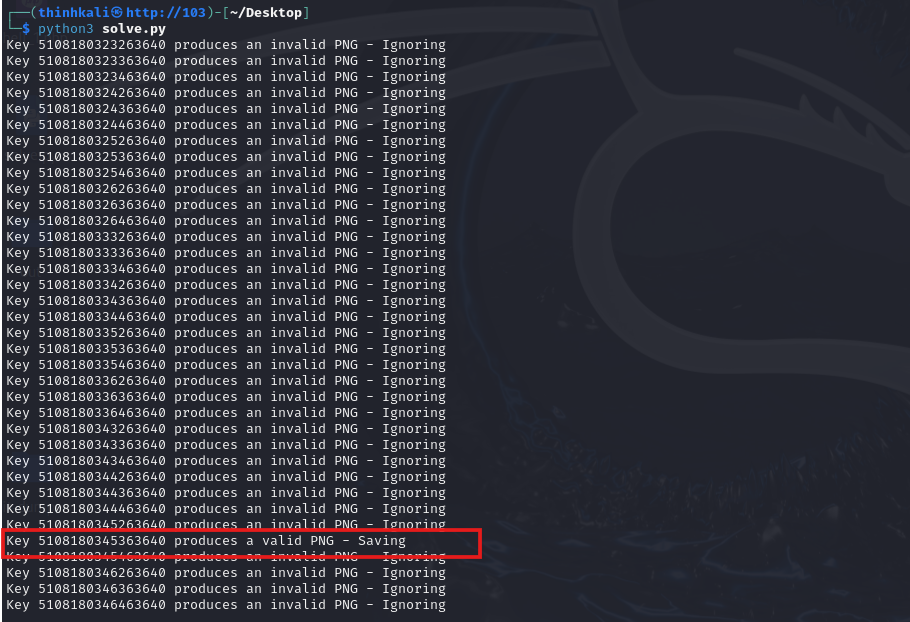 ┌──(thinhkali㉿http://103)-[~/Desktop]
└─$ python3 solve.py
Key 5108180323263640 produces an invalid PNG - Ignoring
Key 5108180323363640 produces an invalid PNG - Ignoring
Key 5108180323463640 produces an invalid PNG - Ignoring
Key 5108180324263640 produces an invalid PNG - Ignoring
Key 5108180324363640 produces an invalid PNG - Ignoring
Key 5108180324463640 produces an invalid PNG - Ignoring
Key 5108180325263640 produces an invalid PNG - Ignoring
Key 5108180325363640 produces an invalid PNG - Ignoring
Key 5108180325463640 produces an invalid PNG - Ignoring
Key 5108180326263640 produces an invalid PNG - Ignoring
Key 5108180326363640 produces an invalid PNG - Ignoring
Key 5108180326463640 produces an invalid PNG - Ignoring
Key 5108180333263640 produces an invalid PNG - Ignoring
Key 5108180333363640 produces an invalid PNG - Ignoring
Key 5108180333463640 produces an invalid PNG - Ignoring
Key 5108180334263640 produces an invalid PNG - Ignoring
Key 5108180334363640 produces an invalid PNG - Ignoring
Key 5108180334463640 produces an invalid PNG - Ignoring
Key 5108180335263640 produces an invalid PNG - Ignoring
Key 5108180335363640 produces an invalid PNG - Ignoring
Key 5108180335463640 produces an invalid PNG - Ignoring
Key 5108180336263640 produces an invalid PNG - Ignoring
Key 5108180336363640 produces an invalid PNG - Ignoring
Key 5108180336463640 produces an invalid PNG - Ignoring
Key 5108180343263640 produces an invalid PNG - Ignoring
Key 5108180343363640 produces an invalid PNG - Ignoring
Key 5108180343463640 produces an invalid PNG - Ignoring
Key 5108180344263640 produces an invalid PNG - Ignoring
Key 5108180344363640 produces an invalid PNG - Ignoring
Key 5108180344463640 produces an invalid PNG - Ignoring
Key 5108180345263640 produces an invalid PNG - Ignoring
Key 5108180345363640 produces a valid PNG - Saving
Key 5108180345463640 produces an invalid PNG - Ignoring
Key 5108180346263640 produces an invalid PNG - Ignoring
Key 5108180346363640 produces an invalid PNG - Ignoring
Key 5108180346463640 produces an invalid PNG - Ignoring